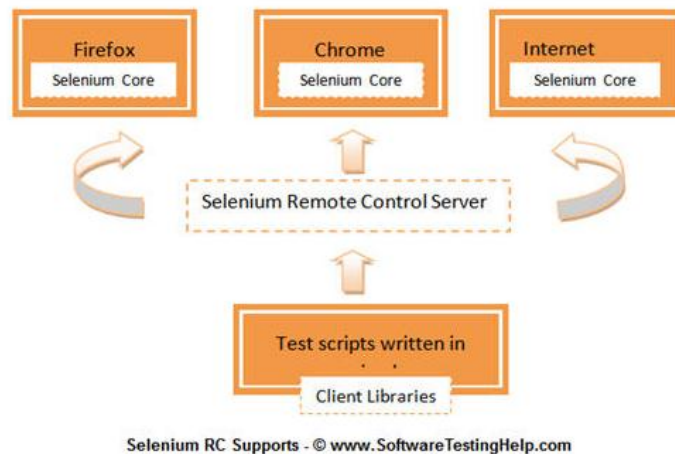 Firefox
Selenium Core
Chrome
Selenium Core
Internet
Selenium Core
Selenium Remote Control Server
Test scripts written in
Client Libraries
Selenium RC Supports - © www.SoftwareTestingHelp.com